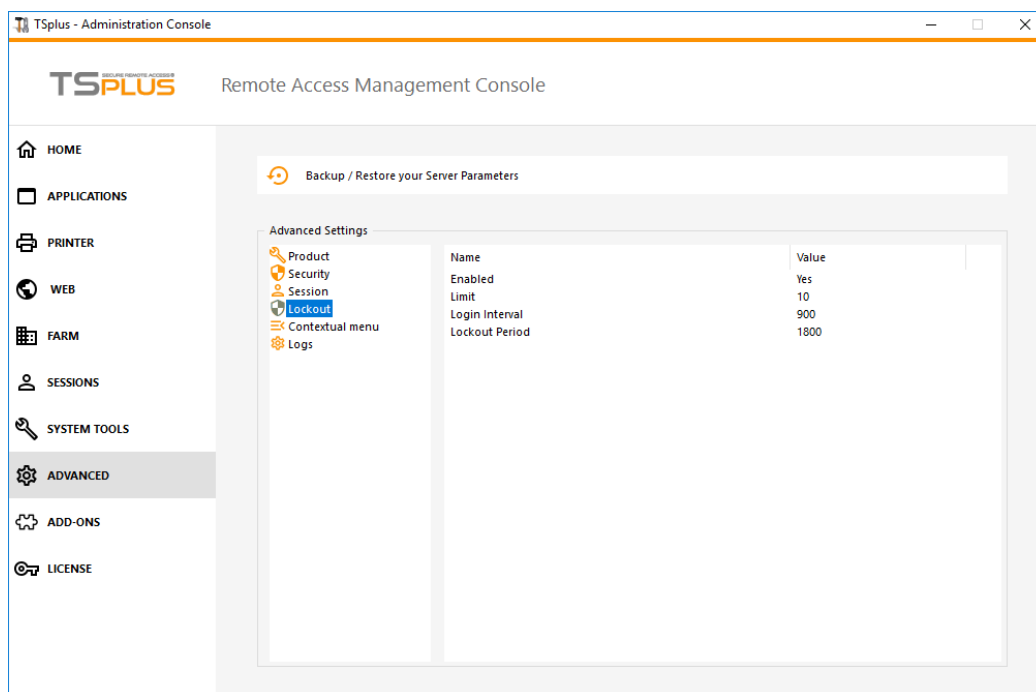 TSplus - Administration Console
TSPLUS
SECURE REMOTE ACCESS®
Remote Access Management Console
HOME
APPLICATIONS
PRINTER
WEB
FARM
SESSIONS
SYSTEM TOOLS
ADVANCED
ADD-ONS
LICENSE
Backup / Restore your Server Parameters
Advanced Settings
Product
Security
Session
Lockout
Contextual menu
Logs
Name Value
Enabled Yes
Limit 10
Login Interval 900
Lockout Period 1800